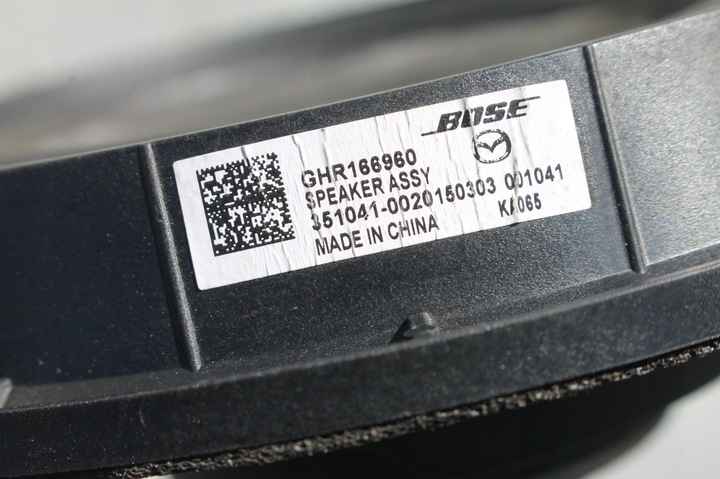 BOSE
GHR166960
SPEAKER ASSY
351041-0020150303 001041
KA065
MADE IN CHINA